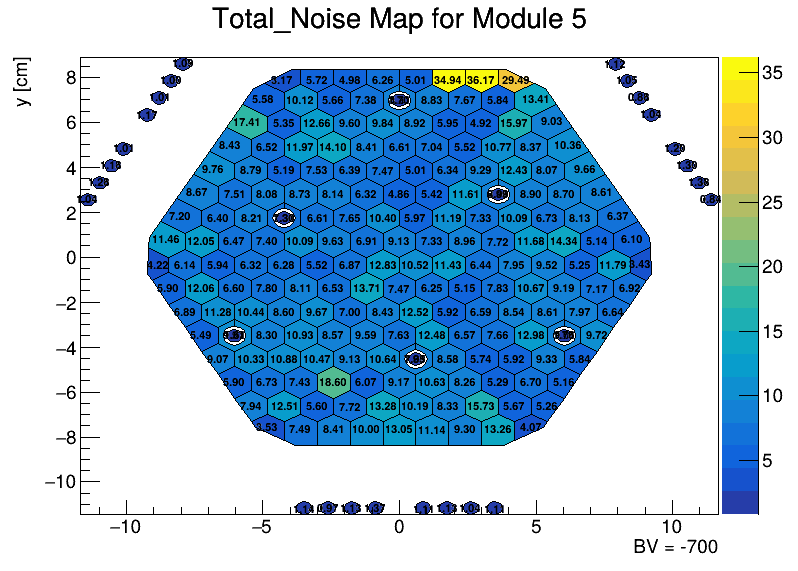 Total_Noise Map for Module 5
y [cm]
8
6
4
2
0
−2
−4
−6
−8
−10
−10 −5 0 5 10
BV = -700
35
30
25
20
15
10
5
5.72 4.98 6.26 5.01 34.94 36.17 29.49
5.58 10.12 5.66 7.38 8.83 7.67 5.84 13.41
17.41 5.35 12.66 9.60 9.84 8.92 5.95 4.92 15.97 9.03
8.43 6.52 11.97 14.10 8.41 6.61 7.04 5.52 10.77 8.37 10.36
9.76 8.79 5.19 7.53 6.39 7.47 5.01 6.34 9.29 12.43 8.07 9.66
8.67 7.51 8.08 8.73 8.14 6.32 4.86 5.42 11.61 8.90 8.70 8.61
7.20 6.40 8.21 6.61 7.65 10.40 5.97 11.19 7.33 10.09 6.73 8.13 6.37
11.46 12.05 6.47 7.40 10.09 9.63 6.91 9.13 7.33 8.96 7.72 11.68 14.34 5.14 6.10
4.22 6.14 5.94 6.32 6.28 5.52 6.87 12.83 10.52 11.43 6.44 7.95 9.52 5.25 11.79 3.43
5.90 12.06 6.60 7.80 8.11 6.53 13.71 7.47 6.25 5.15 7.83 10.67 9.19 7.17 6.92
6.89 11.28 10.44 8.60 9.67 7.00 8.43 12.52 5.92 6.59 8.54 8.61 7.97 6.64
5.49 8.30 10.93 8.57 9.59 7.63 12.48 6.57 7.66 12.98 9.72
9.07 10.33 10.88 10.47 9.13 10.64 8.58 5.74 5.92 9.33 5.84
5.90 6.73 7.43 18.60 6.07 9.17 10.63 8.26 5.29 6.70 5.16
7.94 12.51 5.60 7.72 13.28 10.19 8.33 15.73 5.67 5.26
3.53 7.49 8.41 10.00 13.05 11.14 9.30 13.26 4.07